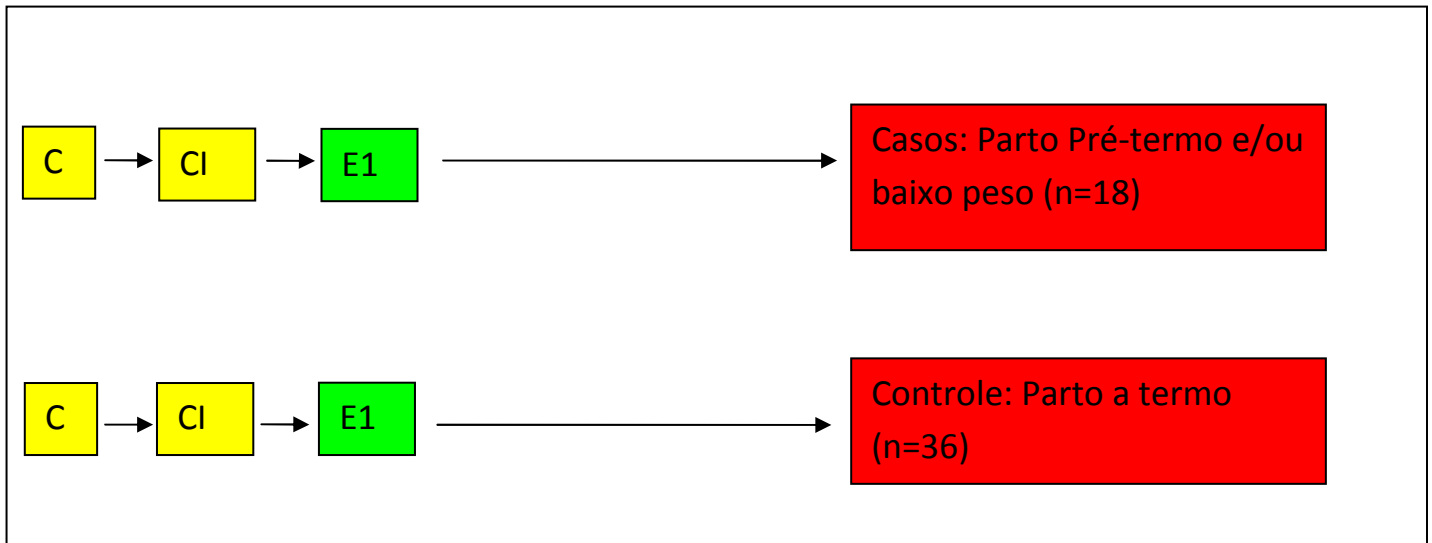 C
CI
E1
Casos: Parto Pré-termo e/ou
baixo peso (n=18)
C
CI
E1
Controle: Parto a termo
(n=36)